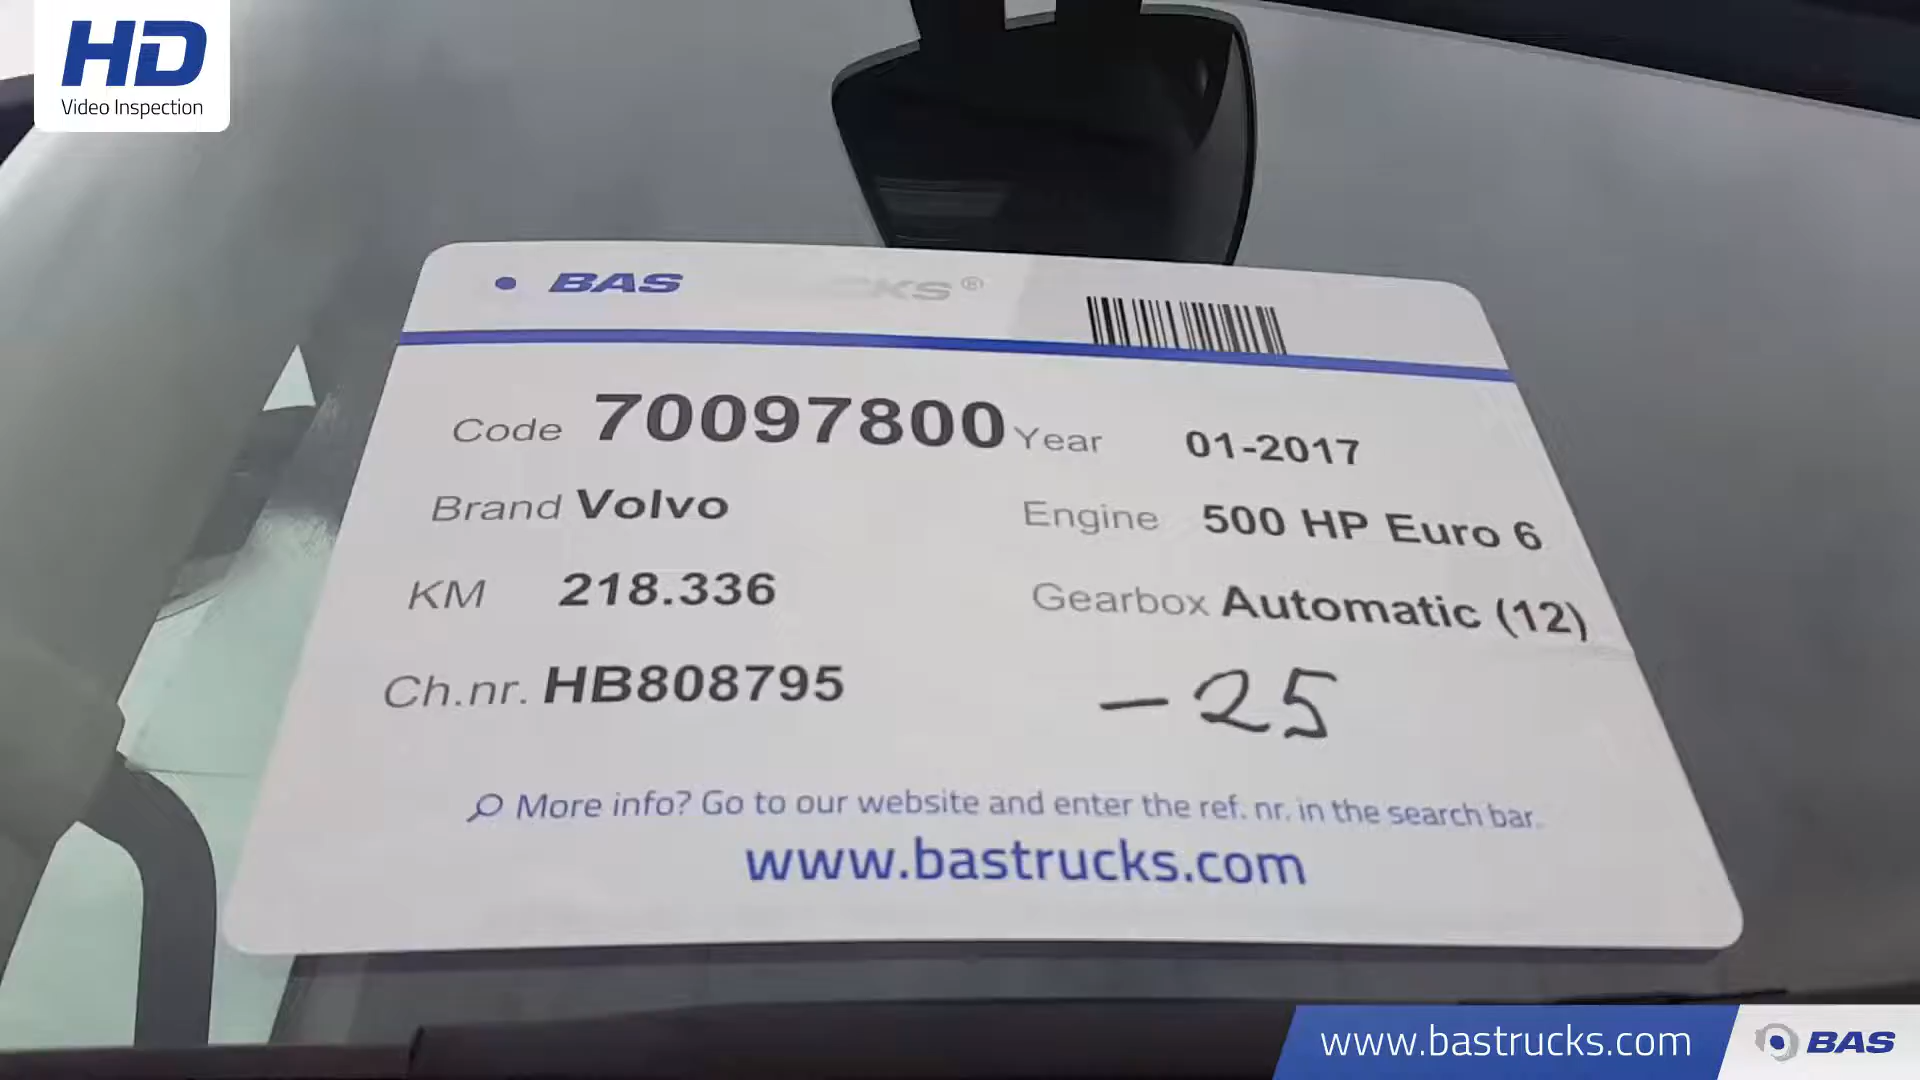 HD
Video Inspection
BAS
Code 70097800 Year 01-2017
Brand Volvo Engine 500 HP Euro 6
KM 218.336 Gearbox Automatic (12)
Ch.nr. HB808795 -25
More info? Go to our website and enter the ref. nr. in the search bar.
www.bastrucks.com
www.bastrucks.com BAS